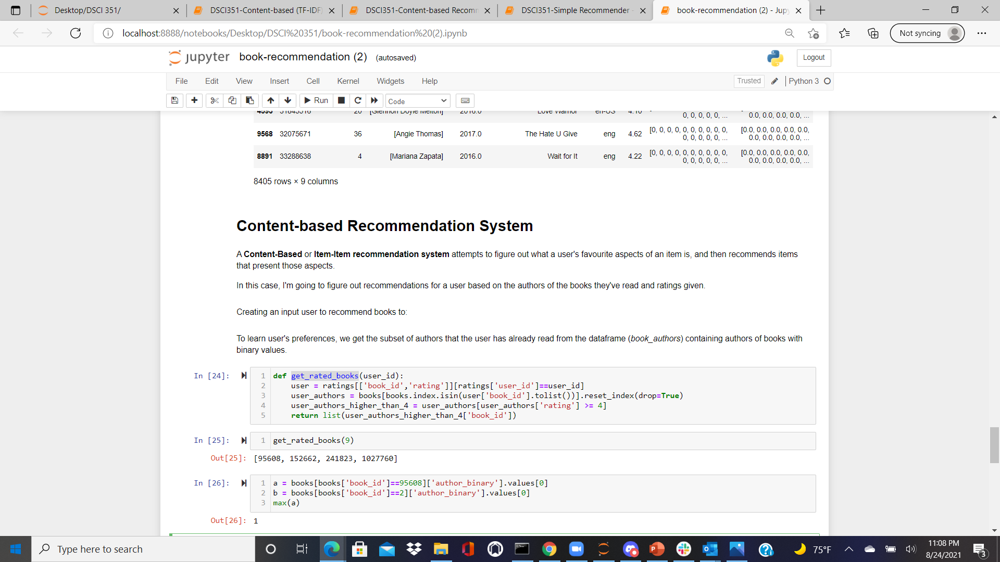 Desktop/DSCI 351/
DSCI351-Content-based (TF-IDF)
DSCI351-Content-based Recom
DSCI351-Simple Recommender -
book-recommendation (2) - Jup
localhost:8888/notebooks/Desktop/DSCI%20351/book-recommendation%20(2).ipynb
Not syncing
jupyter book-recommendation (2) (autosaved)
Logout
File Edit View Insert Cell Kernel Widgets Help
Trusted Python 3
Run Code
4593 31845516 20 [Glennon Doyle Melton] 2016.0 Love Warrior en-US 4.10 0, 0, 0, 0, 0, ... 0.0, 0.0, 0.0, 0.0, ...
9568 32075671 36 [Angie Thomas] 2017.0 The Hate U Give eng 4.62 [0, 0, 0, 0, 0, 0, 0, 0, 0, 0, 0, 0, 0, 0, 0, ... [0.0, 0.0, 0.0, 0.0, 0.0, 0.0, 0.0, 0.0, 0.0, ...
8891 33288638 4 [Mariana Zapata] 2016.0 Wait for It eng 4.22 [0, 0, 0, 0, 0, 0, 0, 0, 0, 0, 0, 0, 0, 0, 0, ... [0.0, 0.0, 0.0, 0.0, 0.0, 0.0, 0.0, 0.0, 0.0, ...
8405 rows × 9 columns
Content-based Recommendation System
A Content-Based or Item-Item recommendation system attempts to figure out what a user's favourite aspects of an item is, and then recommends items
that present those aspects.
In this case, I'm going to figure out recommendations for a user based on the authors of the books they've read and ratings given.
Creating an input user to recommend books to:
To learn user's preferences, we get the subset of authors that the user has already read from the dataframe (book_authors) containing authors of books with
binary values.
In [24]:
1 def get_rated_books(user_id):
2 user = ratings[['book_id','rating']][ratings['user_id']==user_id]
3 user_authors = books[books.index.isin(user['book_id'].tolist())].reset_index(drop=True)
4 user_authors_higher_than_4 = user_authors[user_authors['rating'] >= 4]
5 return list(user_authors_higher_than_4['book_id'])
In [25]: 1 get_rated_books(9)
Out[25]: [95608, 152662, 241823, 1027760]
In [26]:
1 a = books[books['book_id']==95608]['author_binary'].values[0]
2 b = books[books['book_id']==2]['author_binary'].values[0]
3 max(a)
Out[26]: 1
Type here to search
75°F
11:08 PM
8/24/2021
3